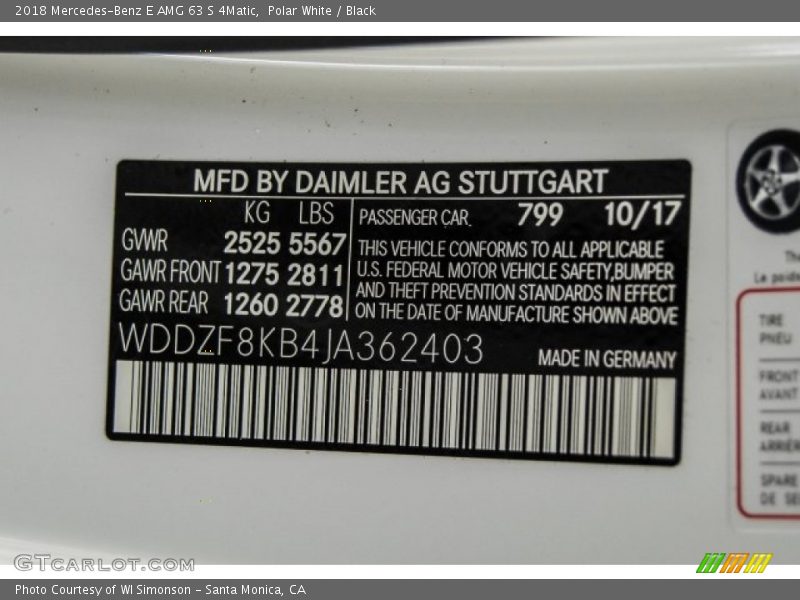 2018 Mercedes-Benz E AMG 63 S 4Matic,  Polar White / Black
MFD BY DAIMLER AG STUTTGART
KG LBS
GVWR 2525 5567
GAWR FRONT 1275 2811
GAWR REAR 1260 2778
PASSENGER CAR 799 10/17
THIS VEHICLE CONFORMS TO ALL APPLICABLE
U.S. FEDERAL MOTOR VEHICLE SAFETY,BUMPER
AND THEFT PREVENTION STANDARDS IN EFFECT
ON THE DATE OF MANUFACTURE SHOWN ABOVE
WDDZF8KB4JA362403
MADE IN GERMANY
Le
TIRE
PNEU
FRONT
AVANT
REAR
SPARE
DE
GTCARLOT.COM
Photo Courtesy of WI Simonson - Santa Monica, CA